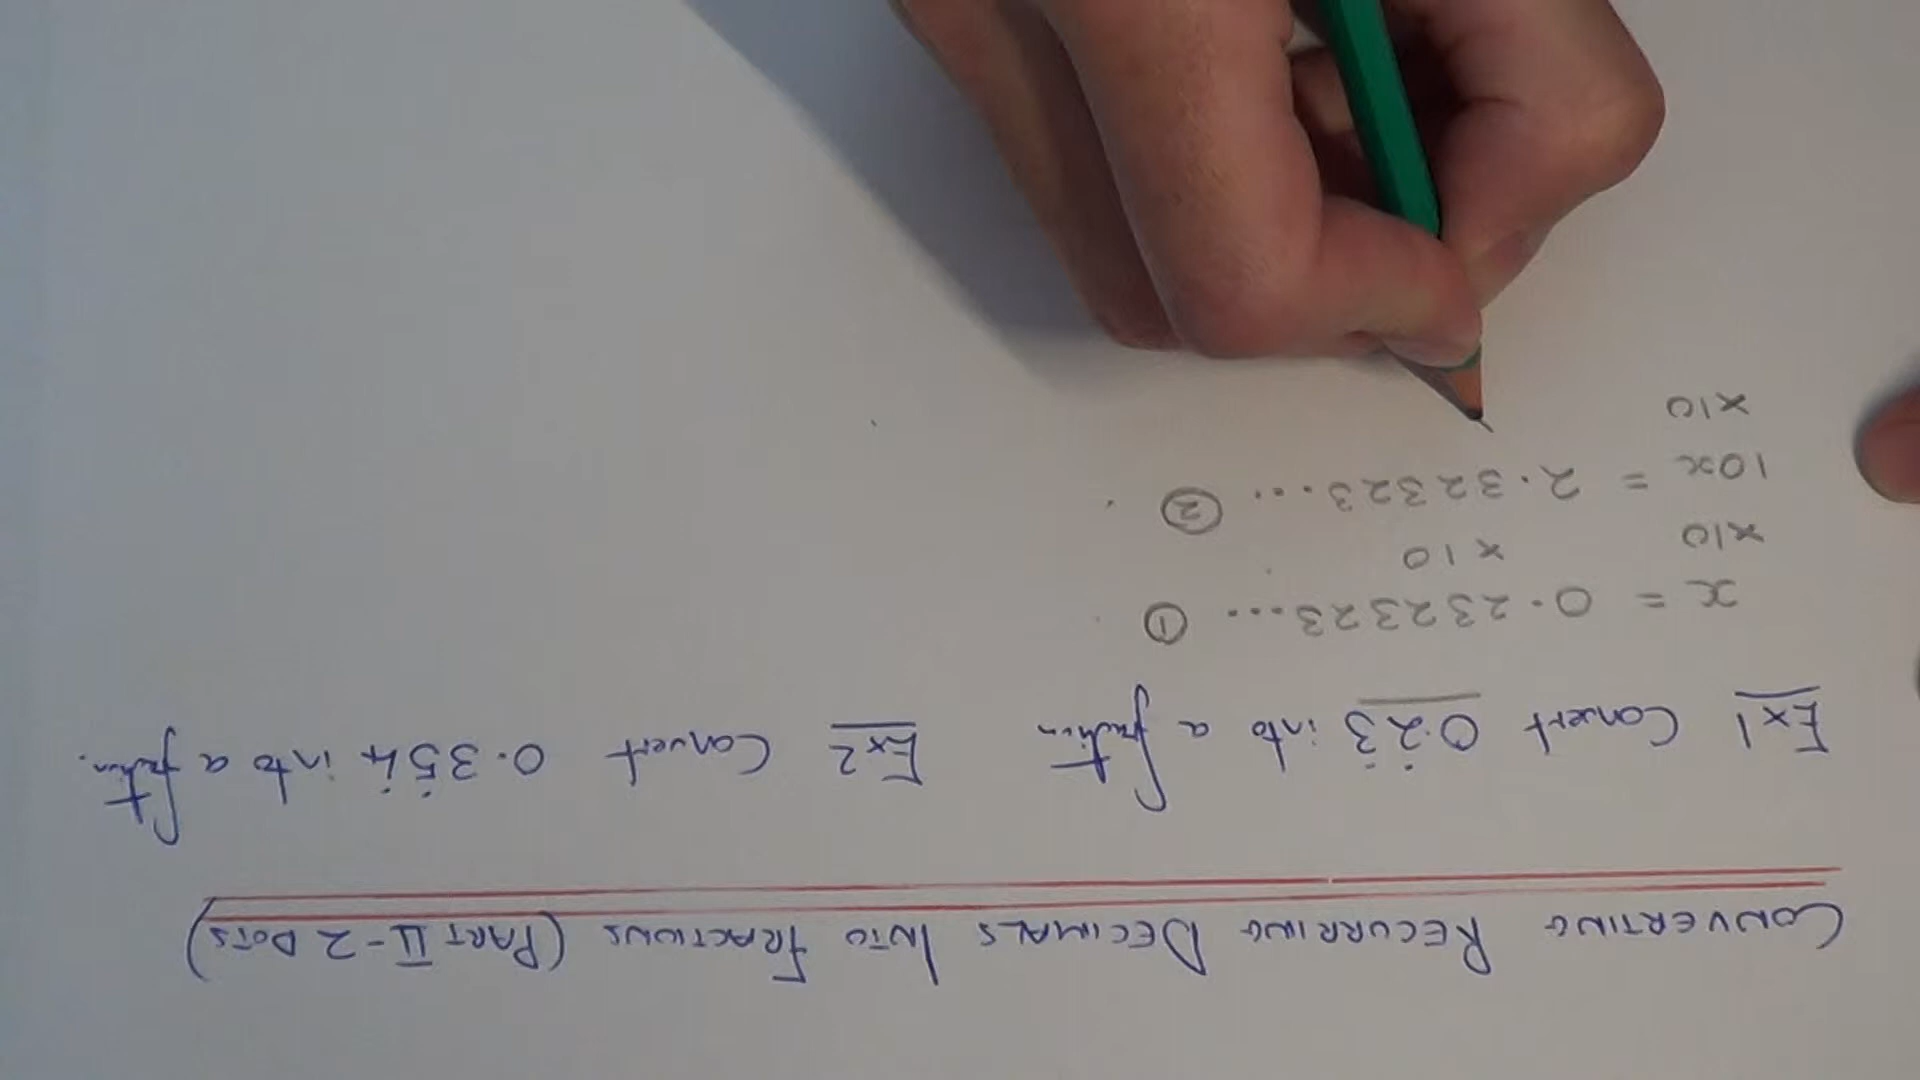 CONVERTING RECURRING DECIMALS INTO FRACTIONS (PART II - 2 DOTS)
Ex1 Convert 0.2̇3̇ into a fraction
Ex2 Convert 0.35̇4̇ into a fraction.
x = 0.232323... ①
×10 ×10
10x = 2.32323... ②
×10